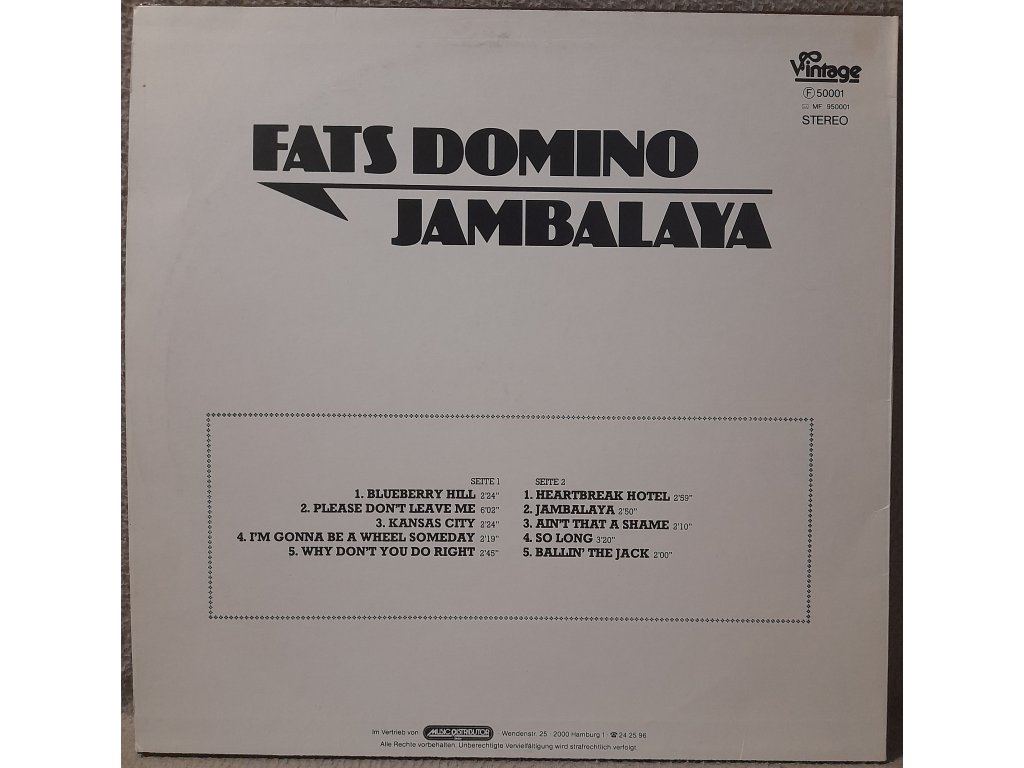 Vintage
Ⓕ 50001
MF 950001
STEREO
FATS DOMINO
JAMBALAYA
SEITE 1
1. BLUEBERRY HILL 2'24"
2. PLEASE DON'T LEAVE ME 6'02"
3. KANSAS CITY 2'24"
4. I'M GONNA BE A WHEEL SOMEDAY 2'19"
5. WHY DON'T YOU DO RIGHT 2'45"
SEITE 2
1. HEARTBREAK HOTEL 2'59"
2. JAMBALAYA 2'50"
3. AIN'T THAT A SHAME 2'10"
4. SO LONG 3'20"
5. BALLIN' THE JACK 2'00"
Im Vertrieb von MUSIC DISTRIBUTOR Wendenstr. 25 · 2000 Hamburg 1 · ☎ 24 25 96
Alle Rechte vorbehalten. Unberechtigte Vervielfältigung wird strafrechtlich verfolgt.